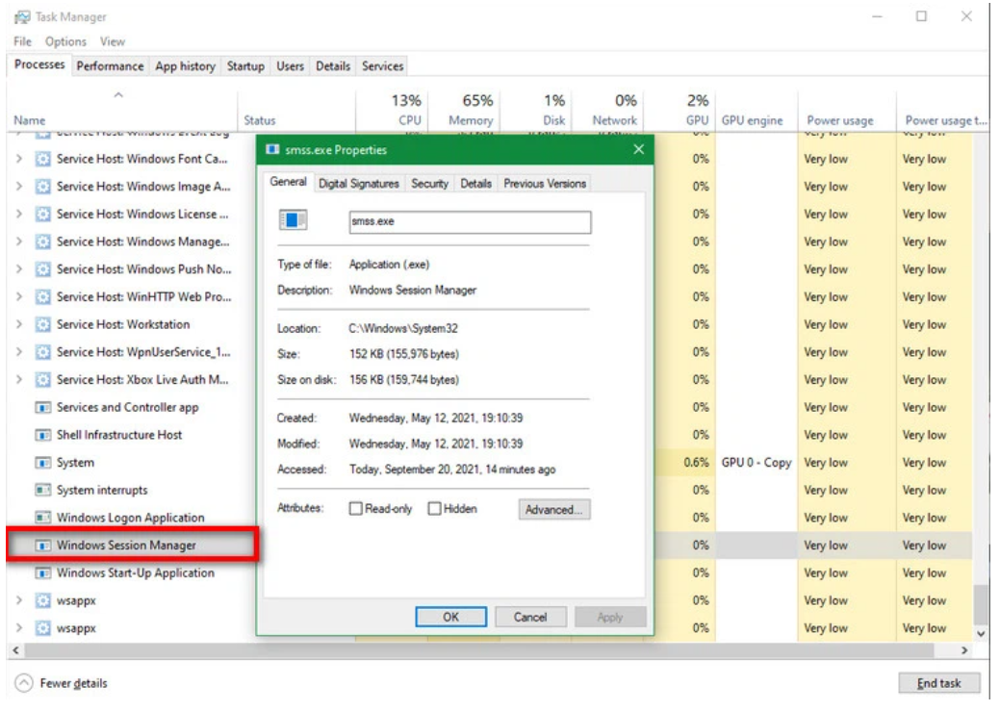 Task Manager
File Options View
Processes Performance App history Startup Users Details Services
13% 65% 1% 0% 2%
Name Status CPU Memory Disk Network GPU GPU engine Power usage Power usage t...
Service Host: Windows Font Ca... 0% Very low Very low
Service Host: Windows Image A... 0% Very low Very low
Service Host: Windows License ... 0% Very low Very low
Service Host: Windows Manage... 0% Very low Very low
Service Host: Windows Push No... 0% Very low Very low
Service Host: WinHTTP Web Pro... 0% Very low Very low
Service Host: Workstation 0% Very low Very low
Service Host: WpnUserService_1... 0% Very low Very low
Service Host: Xbox Live Auth M... 0% Very low Very low
Services and Controller app 0% Very low Very low
Shell Infrastructure Host 0% Very low Very low
System 0.6% GPU 0 - Copy Very low Very low
System interrupts 0% Very low Very low
Windows Logon Application 0% Very low Very low
Windows Session Manager 0% Very low Very low
Windows Start-Up Application 0% Very low Very low
wsappx 0% Very low Very low
wsappx 0% Very low Very low
Fewer details End task
smss.exe Properties
General Digital Signatures Security Details Previous Versions
smss.exe
Type of file: Application (.exe)
Description: Windows Session Manager
Location: C:\Windows\System32
Size: 152 KB (155,976 bytes)
Size on disk: 156 KB (159,744 bytes)
Created: Wednesday, May 12, 2021, 19:10:39
Modified: Wednesday, May 12, 2021, 19:10:39
Accessed: Today, September 20, 2021, 14 minutes ago
Attributes: Read-only Hidden Advanced...
OK Cancel Apply